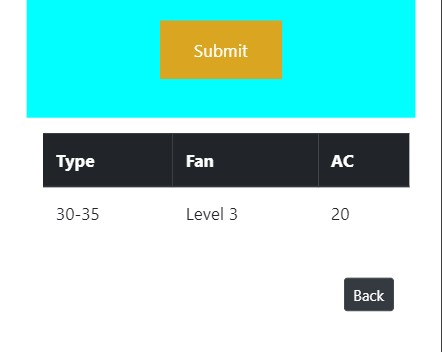 Submit
Type Fan AC
30-35 Level 3 20
Back